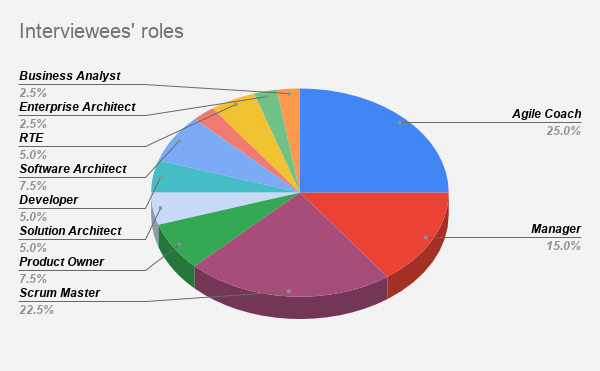 Interviewees' roles
Business Analyst
2.5%
Enterprise Architect
2.5%
RTE
5.0%
Software Architect
7.5%
Developer
5.0%
Solution Architect
5.0%
Product Owner
7.5%
Scrum Master
22.5%
Agile Coach
25.0%
Manager
15.0%